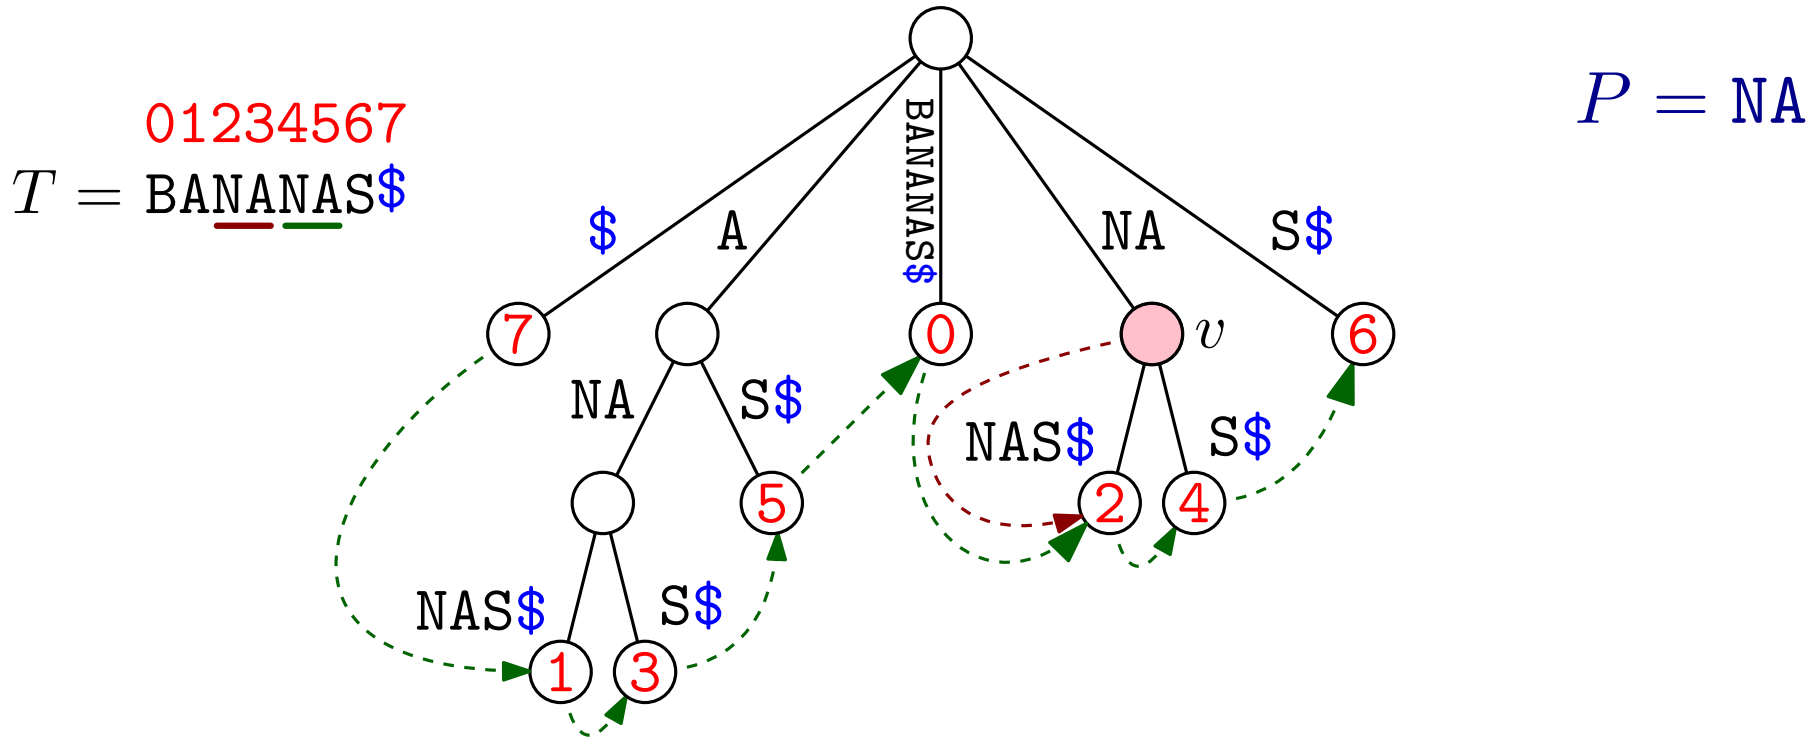 01234567
P = NA
T = BANANAS$
$
A
BANANAS$
NA
S$
7
0
v
6
NA
S$
NAS$
S$
5
2
4
NAS$
S$
1
3